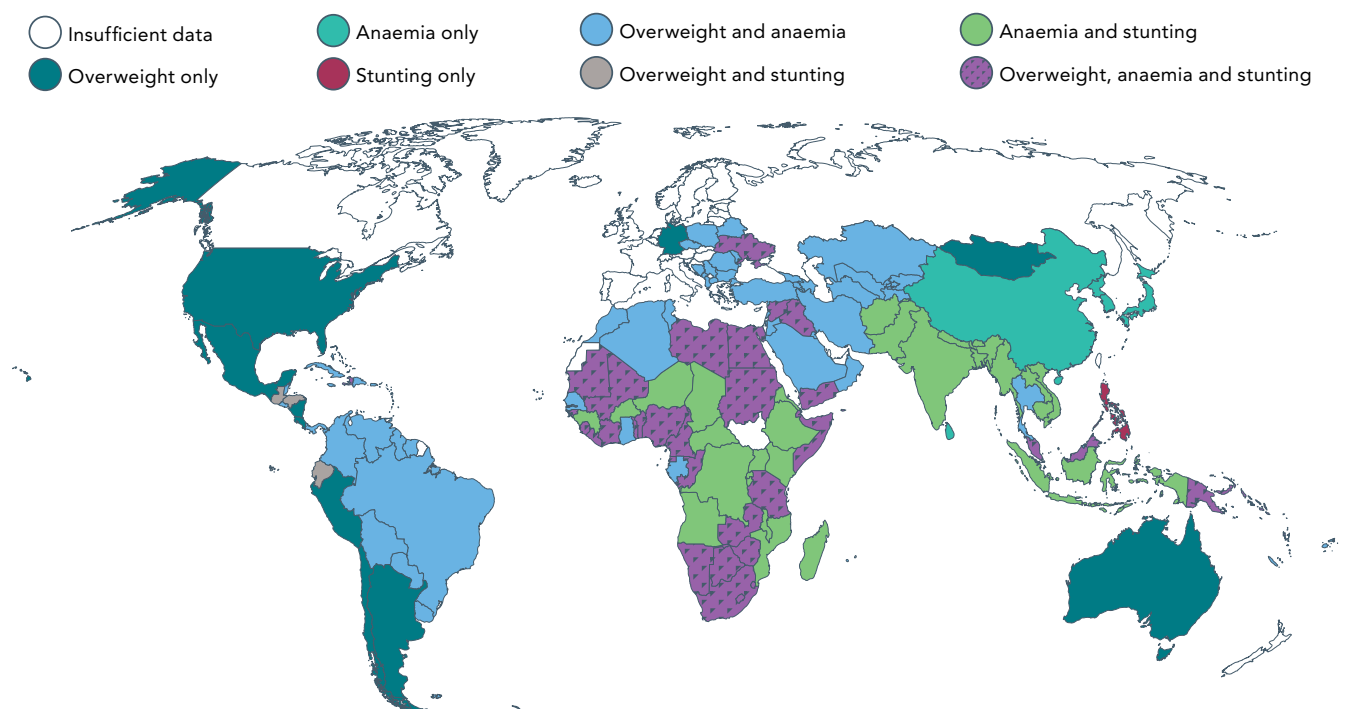 Insufficient data
Anaemia only
Overweight and anaemia
Anaemia and stunting
Overweight only
Stunting only
Overweight and stunting
Overweight, anaemia and stunting